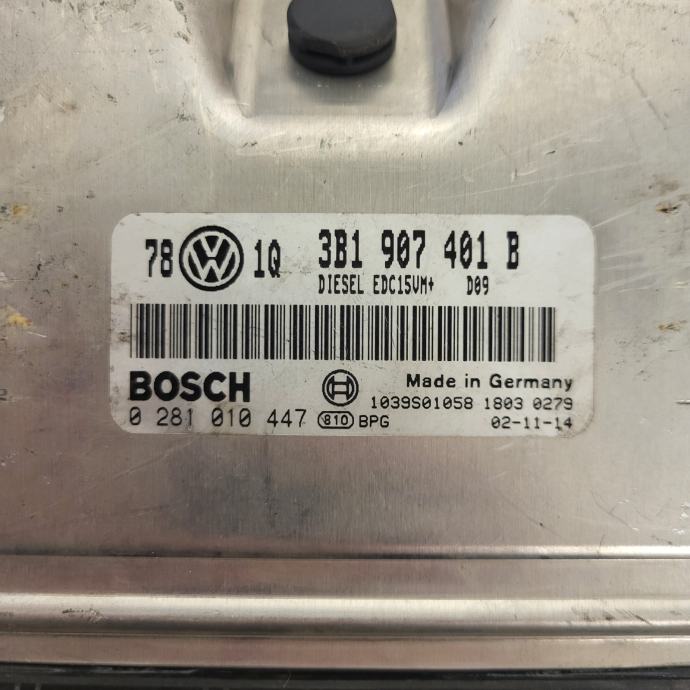 78 VW 1Q 3B1 907 401 B
DIESEL EDC15VM+ D09
BOSCH Made in Germany
1039S01058 1803 0279
0 281 010 447 810 BPG 02-11-14